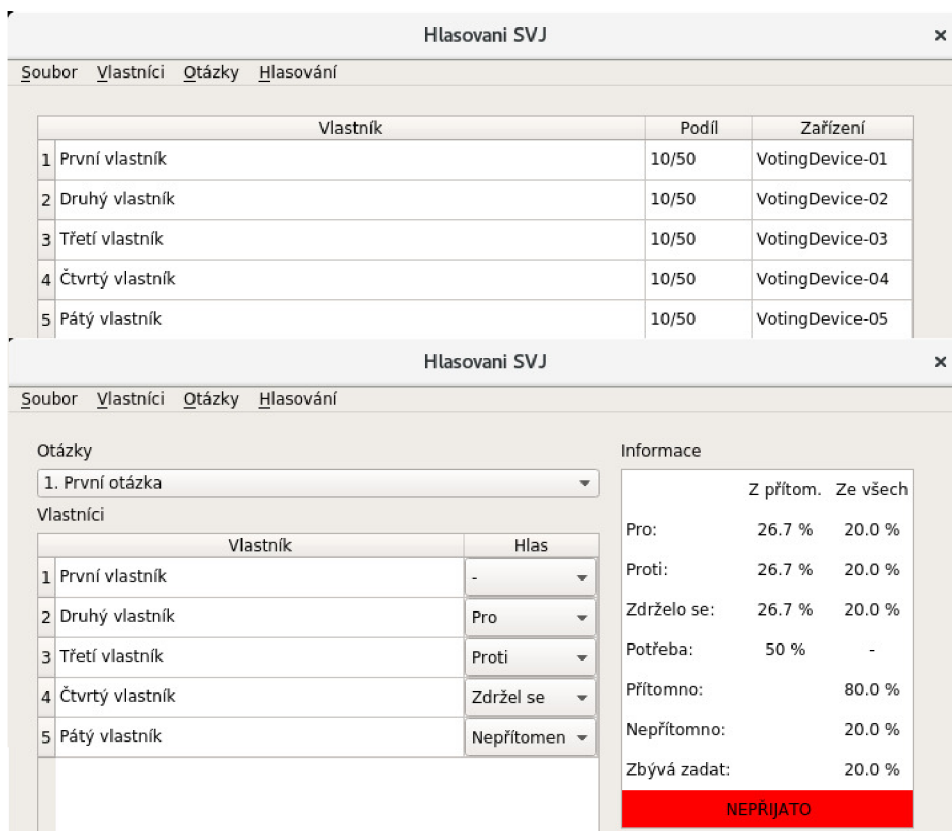 Hlasovani SVJ ×
Soubor Vlastníci Otázky Hlasování
Vlastník Podíl Zařízení
1 První vlastník 10/50 VotingDevice-01
2 Druhý vlastník 10/50 VotingDevice-02
3 Třetí vlastník 10/50 VotingDevice-03
4 Čtvrtý vlastník 10/50 VotingDevice-04
5 Pátý vlastník 10/50 VotingDevice-05
Hlasovani SVJ ×
Soubor Vlastníci Otázky Hlasování
Otázky
1. První otázka
Vlastníci
Vlastník Hlas
1 První vlastník -
2 Druhý vlastník Pro
3 Třetí vlastník Proti
4 Čtvrtý vlastník Zdržel se
5 Pátý vlastník Nepřítomen
Informace
Z přítom. Ze všech
Pro: 26.7 % 20.0 %
Proti: 26.7 % 20.0 %
Zdrželo se: 26.7 % 20.0 %
Potřeba: 50 % -
Přítomno: 80.0 %
Nepřítomno: 20.0 %
Zbývá zadat: 20.0 %
NEPŘIJATO